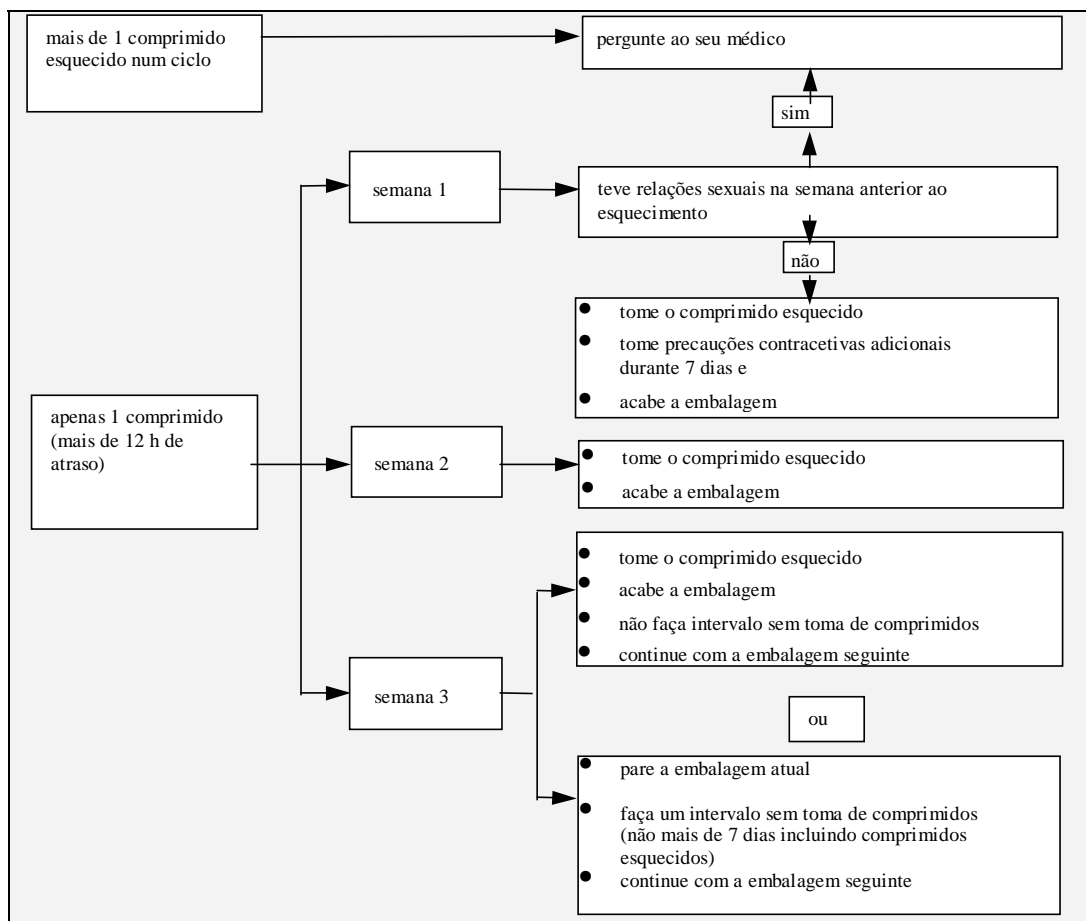 mais de 1 comprimido
esquecido num ciclo
pergunte ao seu médico
sim
semana 1
teve relações sexuais na semana anterior ao
esquecimento
não
● tome o comprimido esquecido
● tome precauções contracetivas adicionais
durante 7 dias e
● acabe a embalagem
apenas 1 comprimido
(mais de 12 h de
atraso)
semana 2
● tome o comprimido esquecido
● acabe a embalagem
● tome o comprimido esquecido
● acabe a embalagem
● não faça intervalo sem toma de comprimidos
● continue com a embalagem seguinte
semana 3
ou
● pare a embalagem atual
● faça um intervalo sem toma de comprimidos
(não mais de 7 dias incluindo comprimidos
esquecidos)
● continue com a embalagem seguinte